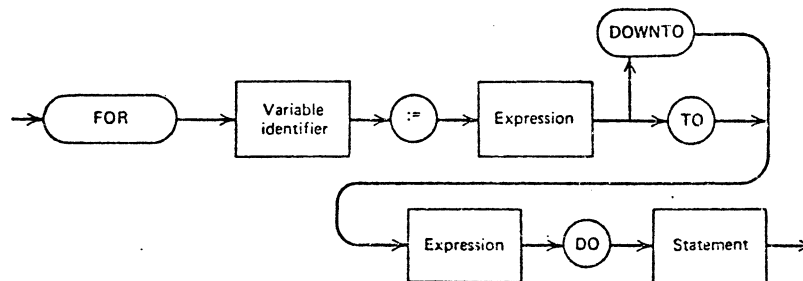 DOWNTO
FOR
Variable
identifier
:=
Expression
TO
Expression
DO
Statement